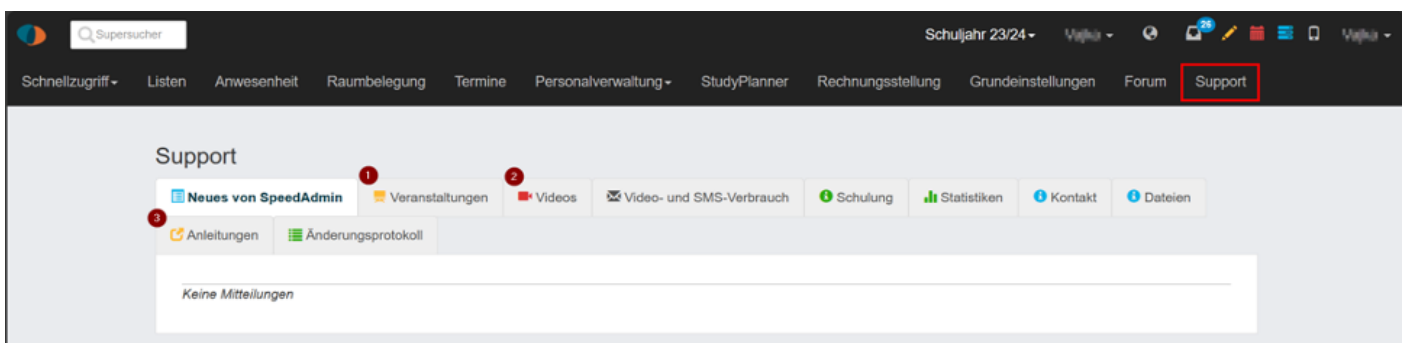 Supersucher Schuljahr 23/24 26
Schnellzugriff Listen Anwesenheit Raumbelegung Termine Personalverwaltung StudyPlanner Rechnungsstellung Grundeinstellungen Forum Support
Support
1 2
Neues von SpeedAdmin Veranstaltungen Videos Video- und SMS-Verbrauch Schulung Statistiken Kontakt Dateien
3
Anleitungen Änderungsprotokoll
Keine Mitteilungen